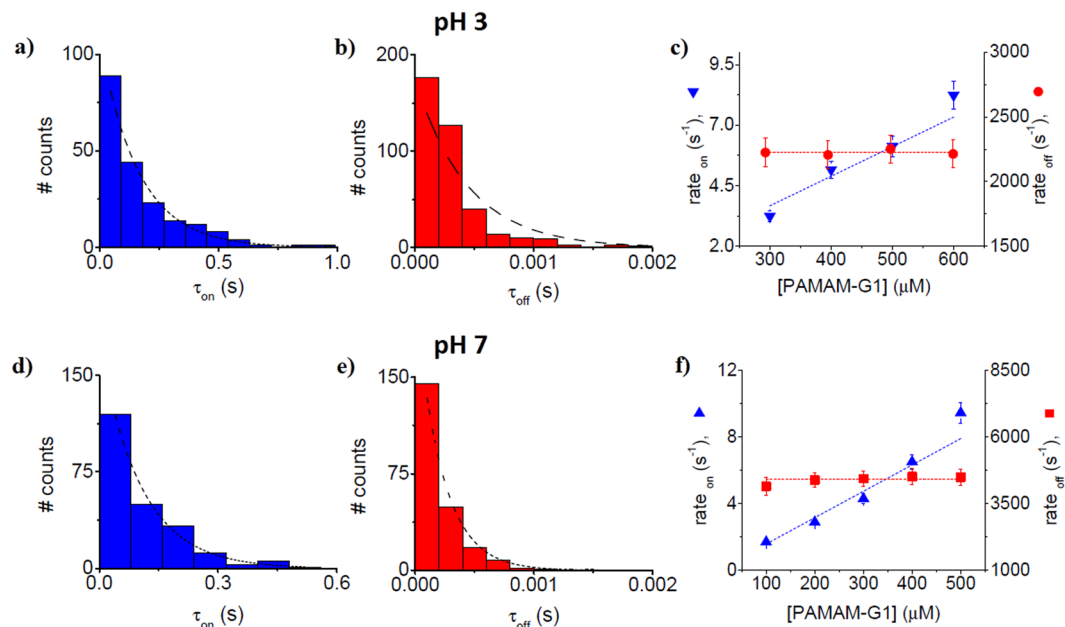 pH 3
a)
100
50
0
# counts
0.0
0.5
1.0
τon (s)
b)
200
100
0
# counts
0.000
0.001
0.002
τoff (s)
c)
9.5
7.0
4.5
2.0
rate on (s-1),
3000
2500
2000
1500
rate off (s-1),
300
400
500
600
[PAMAM-G1] (μM)
pH 7
d)
150
75
0
# counts
0.0
0.3
0.6
τon (s)
e)
150
75
0
# counts
0.000
0.001
0.002
τoff (s)
f)
12
8
4
0
rate on (s-1),
8500
6000
3500
1000
rate off (s-1),
100
200
300
400
500
[PAMAM-G1] (μM)